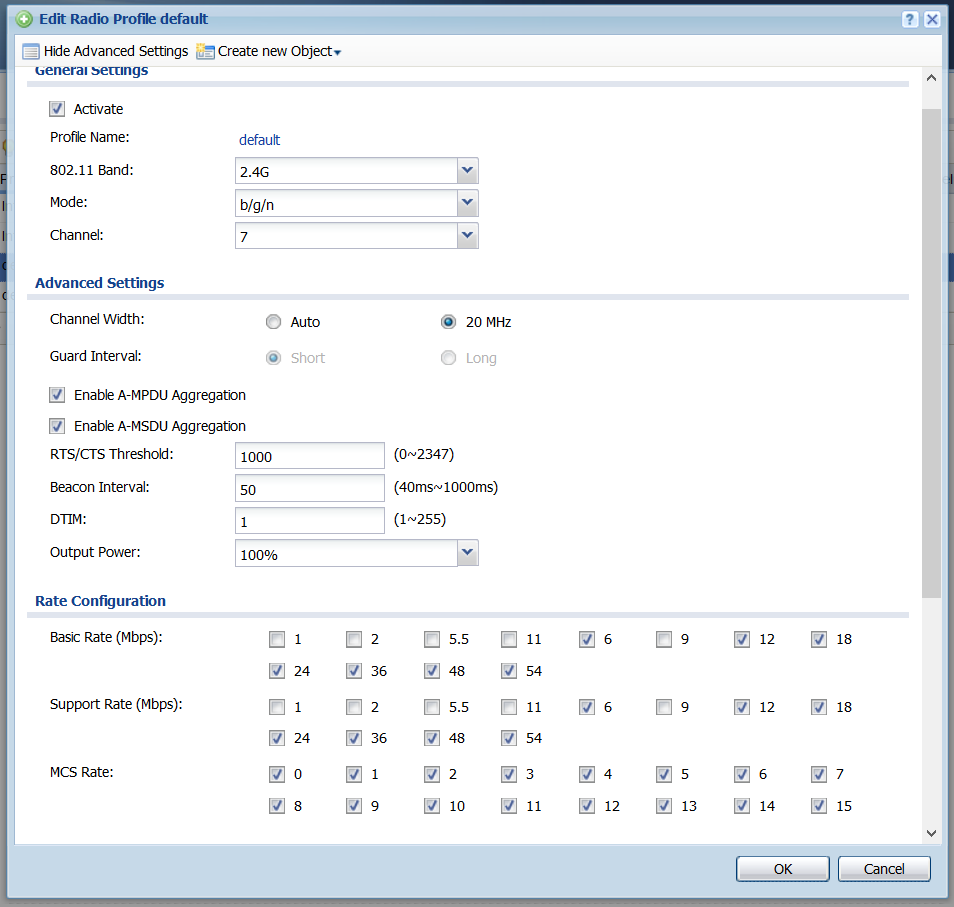 Edit Radio Profile default
Hide Advanced Settings Create new Object
General Settings
Activate
Profile Name: default
802.11 Band: 2.4G
Mode: b/g/n
Channel: 7
Advanced Settings
Channel Width: Auto 20 MHz
Guard Interval: Short Long
Enable A-MPDU Aggregation
Enable A-MSDU Aggregation
RTS/CTS Threshold: 1000 (0~2347)
Beacon Interval: 50 (40ms~1000ms)
DTIM: 1 (1~255)
Output Power: 100%
Rate Configuration
Basic Rate (Mbps): 1 2 5.5 11 6 9 12 18
24 36 48 54
Support Rate (Mbps): 1 2 5.5 11 6 9 12 18
24 36 48 54
MCS Rate: 0 1 2 3 4 5 6 7
8 9 10 11 12 13 14 15
OK Cancel